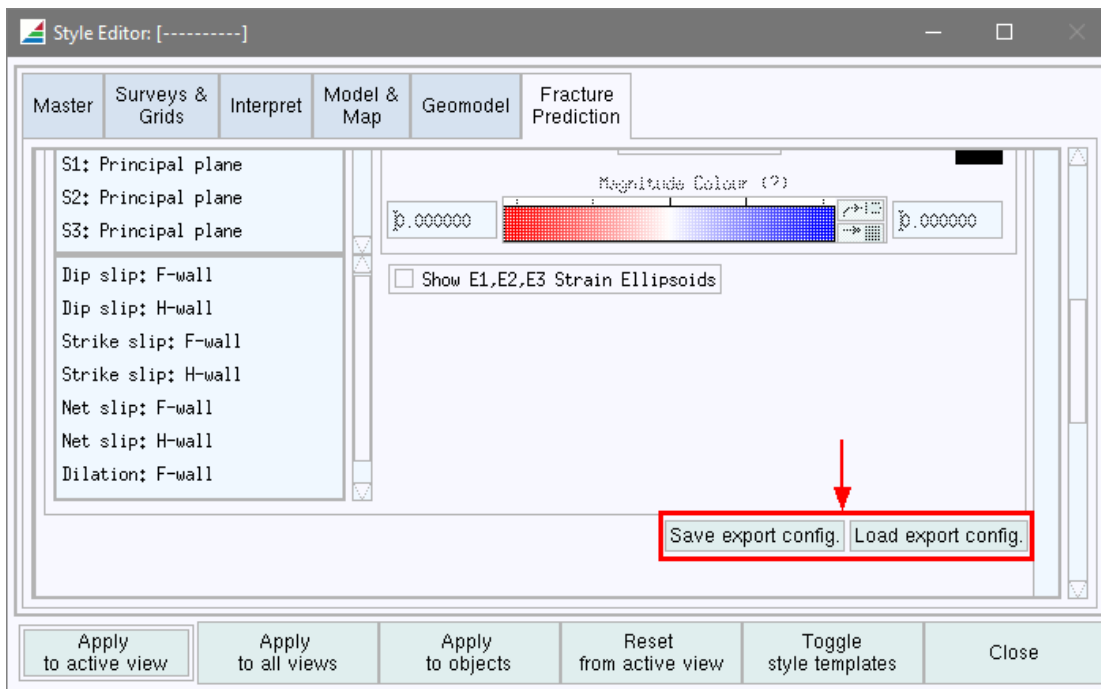 Style Editor: [----------]
Master
Surveys &
Grids
Interpret
Model &
Map
Geomodel
Fracture
Prediction
S1: Principal plane
S2: Principal plane
S3: Principal plane
Magnitude Colour (?)
0.000000
0.000000
Dip slip: F-wall
Dip slip: H-wall
Strike slip: F-wall
Strike slip: H-wall
Net slip: F-wall
Net slip: H-wall
Dilation: F-wall
Show E1,E2,E3 Strain Ellipsoids
Save export config.
Load export config.
Apply
to active view
Apply
to all views
Apply
to objects
Reset
from active view
Toggle
style templates
Close